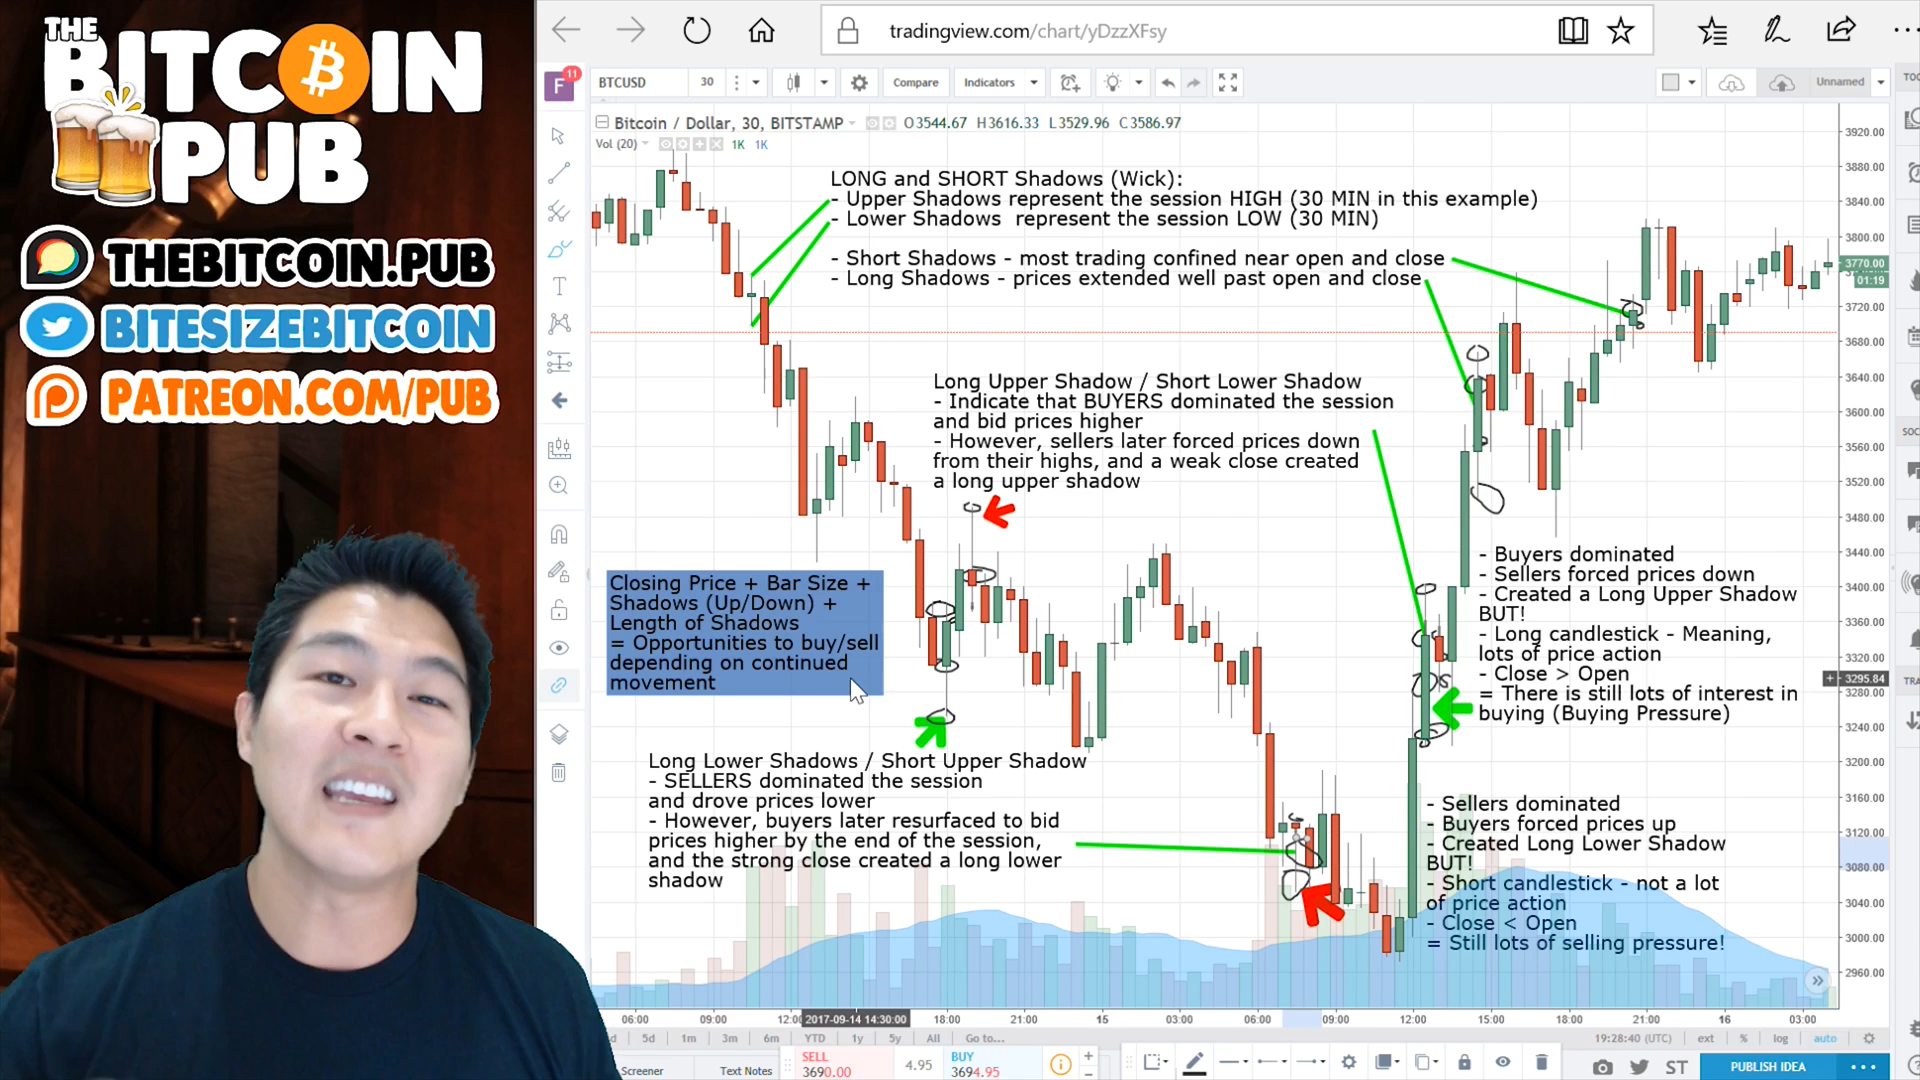 THE
BITCOIN
PUB
THEBITCOIN.PUB
BITESIZEBITCOIN
PATREON.COM/PUB
tradingview.com/chart/yDzzXFsy
F
11
BTCUSD
30
Compare
Indicators
Unnamed
Bitcoin / Dollar, 30, BITSTAMP
O3544.67 H3616.33 L3529.96 C3586.97
Vol (20)
1K 1K
LONG and SHORT Shadows (Wick):
- Upper Shadows represent the session HIGH (30 MIN in this example)
- Lower Shadows represent the session LOW (30 MIN)
- Short Shadows - most trading confined near open and close
- Long Shadows - prices extended well past open and close
Long Upper Shadow / Short Lower Shadow
- Indicate that BUYERS dominated the session
and bid prices higher
- However, sellers later forced prices down
from their highs, and a weak close created
a long upper shadow
Closing Price + Bar Size +
Shadows (Up/Down) +
Length of Shadows
= Opportunities to buy/sell
depending on continued
movement
- Buyers dominated
- Sellers forced prices down
- Created a Long Upper Shadow
BUT!
- Long candlestick - Meaning,
lots of price action
- Close > Open
= There is still lots of interest in
buying (Buying Pressure)
Long Lower Shadows / Short Upper Shadow
- SELLERS dominated the session
and drove prices lower
- However, buyers later resurfaced to bid
prices higher by the end of the session,
and the strong close created a long lower
shadow
- Sellers dominated
- Buyers forced prices up
- Created Long Lower Shadow
BUT!
- Short candlestick - not a lot
of price action
- Close < Open
= Still lots of selling pressure!
3920.00
3880.00
3840.00
3800.00
3770.00
01:19
3720.00
3680.00
3640.00
3600.00
3560.00
3520.00
3480.00
3440.00
3400.00
3360.00
3320.00
3295.84
3280.00
3240.00
3200.00
3160.00
3120.00
3080.00
3040.00
3000.00
2960.00
06:00
09:00
12:0
2017-09-14 14:30:00
18:00
21:00
15
03:00
06:00
09:00
12:00
15:00
18:00
21:00
16
03:00
5d
1m
3m
6m
YTD
1y
5y
All
Go to...
19:28:40 (UTC)
ext
%
log
auto
Screener
Text Notes
SELL
3690.00
4.95
BUY
3694.95
ST
PUBLISH IDEA